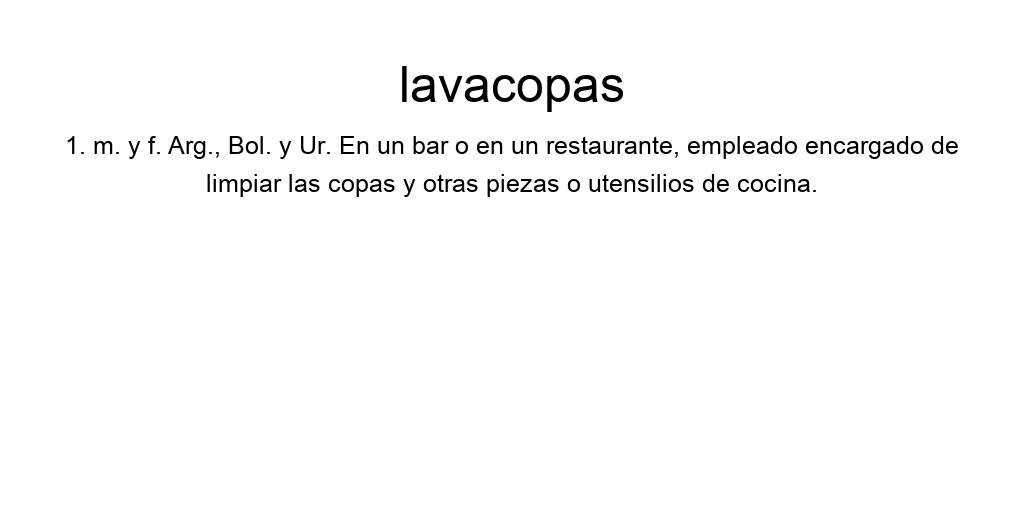 lavacopas
1. m. y f. Arg., Bol. y Ur. En un bar o en un restaurante, empleado encargado de
limpiar las copas y otras piezas o utensilios de cocina.